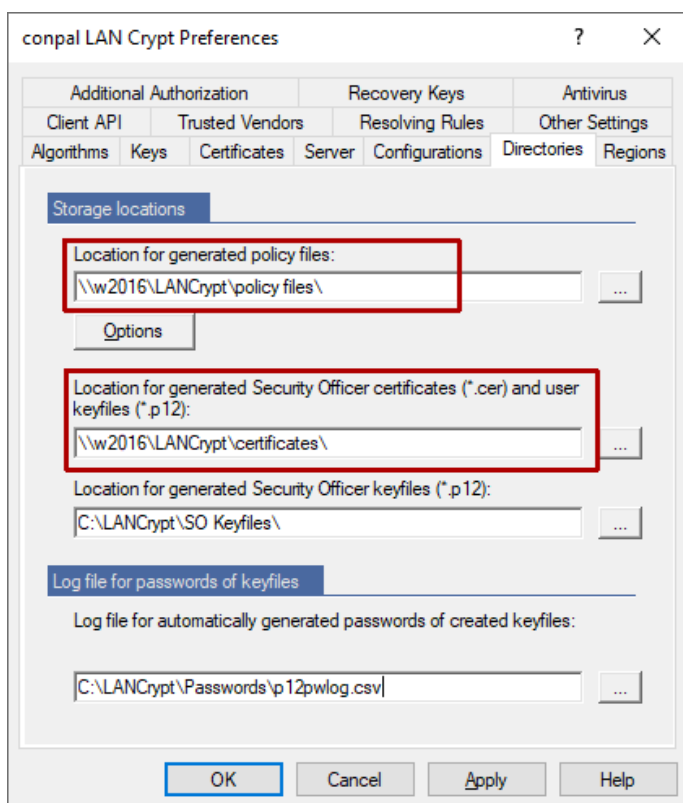 conpal LAN Crypt Preferences ? ×
Additional Authorization Recovery Keys Antivirus
Client API Trusted Vendors Resolving Rules Other Settings
Algorithms Keys Certificates Server Configurations Directories Regions
Storage locations
Location for generated policy files:
\\w2016\LANCrypt\policy files\ ...
Options
Location for generated Security Officer certificates (*.cer) and user
keyfiles (*.p12):
\\w2016\LANCrypt\certificates\ ...
Location for generated Security Officer keyfiles (*.p12):
C:\LANCrypt\SO Keyfiles\ ...
Log file for passwords of keyfiles
Log file for automatically generated passwords of created keyfiles:
C:\LANCrypt\Passwords\p12pwlog.csv ...
OK Cancel Apply Help